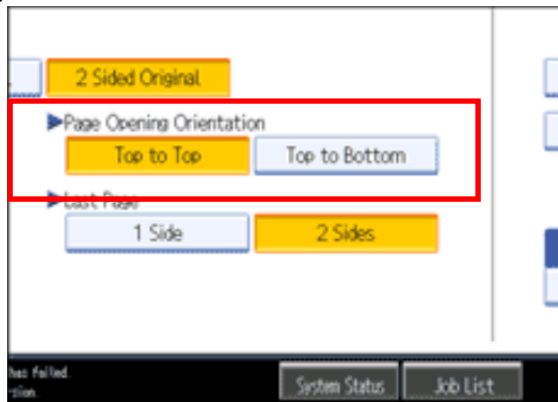 2 Sided Original
Page Opening Orientation
Top to Top
Top to Bottom
Last Page
1 Side
2 Sides
has failed.
System Status
Job List